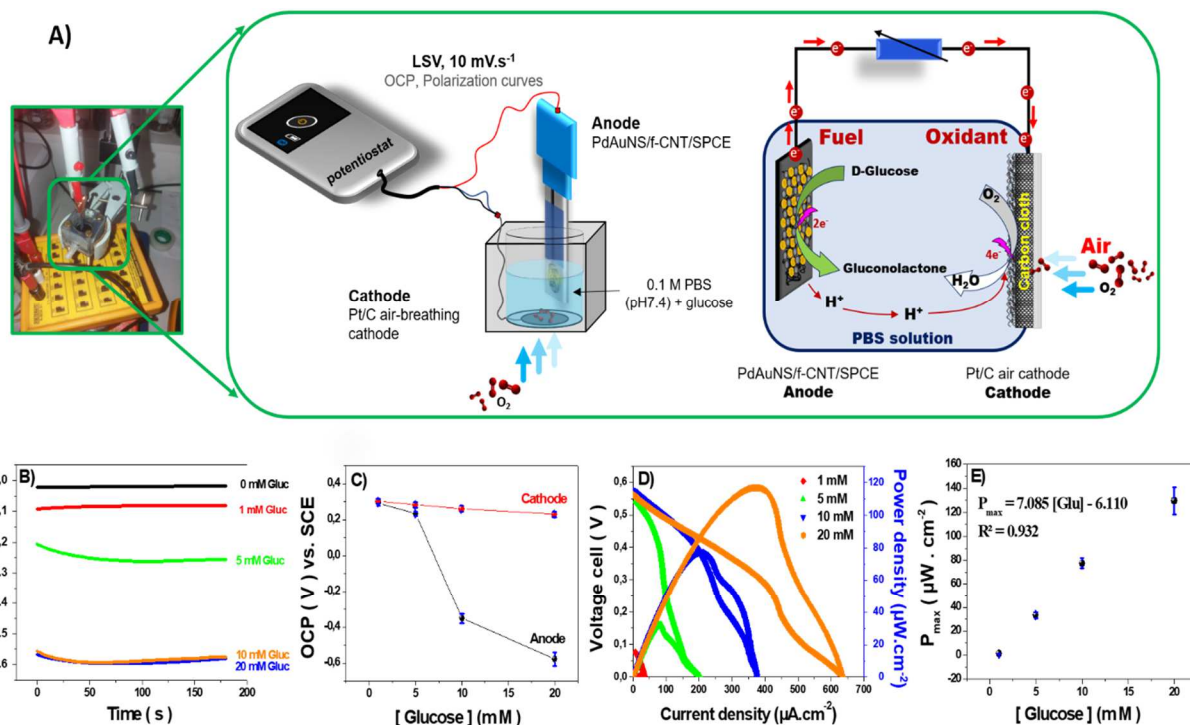 A)
LSV, 10 mV.s⁻¹
OCP, Polarization curves
potentiostat
Anode
PdAuNS/f-CNT/SPCE
Cathode
Pt/C air-breathing
cathode
0.1 M PBS
(pH7.4) + glucose
O₂
e⁻
e⁻
e⁻
e⁻
e⁻
e⁻
Fuel
Oxidant
D-Glucose
2e⁻
Gluconolactone
H⁺
H⁺
O₂
4e⁻
H₂O
Carbon cloth
Air
O₂
PBS solution
PdAuNS/f-CNT/SPCE
Anode
Pt/C air cathode
Cathode
B)
0 mM Gluc
1 mM Gluc
5 mM Gluc
10 mM Gluc
20 mM Gluc
0 50 100 150 200
Time ( s )
C)
OCP ( V ) vs. SCE
0,4
0,2
0,0
-0,2
-0,4
-0,6
Cathode
Anode
0 5 10 15 20
[ Glucose ] (mM)
D)
Voltage cell ( V )
0,6
0,5
0,4
0,3
0,2
0,1
0,0
1 mM
5 mM
10 mM
20 mM
120
100
80
60
40
20
0
Power density (µW.cm⁻²)
0 100 200 300 400 500 600 700
Current density (µA.cm⁻²)
E)
P max ( µW . cm⁻²)
160
140
120
100
80
60
40
20
0
-20
P max = 7.085 [Glu] - 6.110
R² = 0.932
0 5 10 15 20
[ Glucose ] (mM)